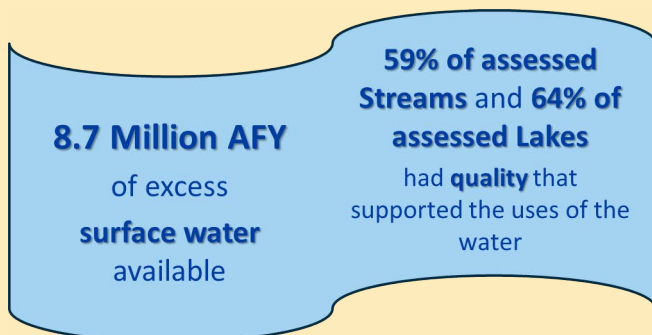 8.7 Million AFY
of excess
surface water
available
59% of assessed
Streams and 64% of
assessed Lakes
had quality that
supported the uses of the
water